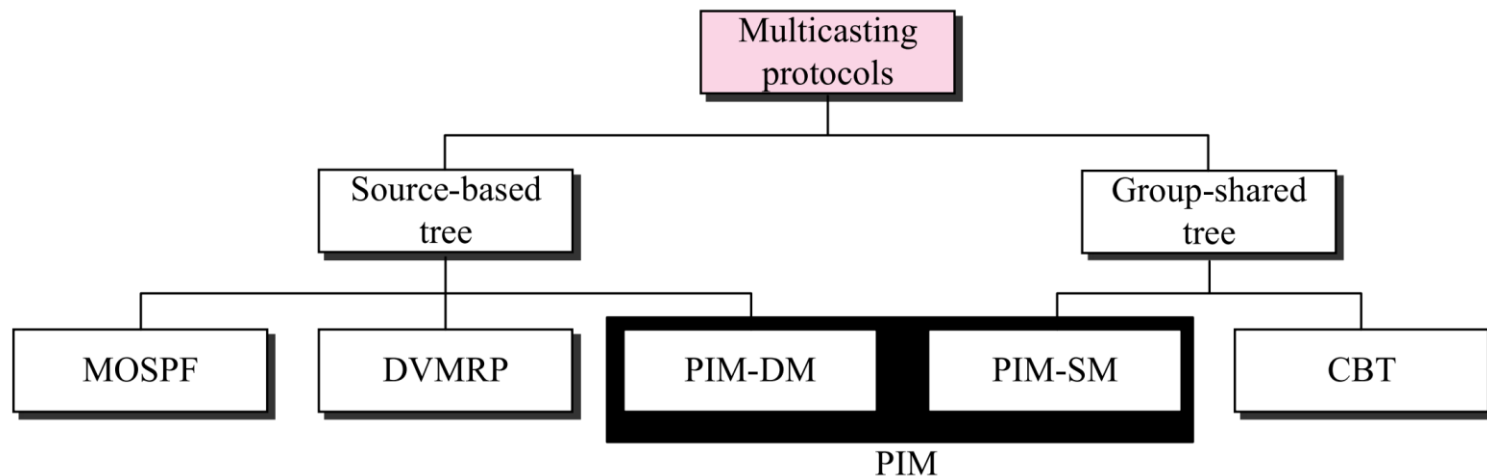 Multicasting
protocols
Source-based
tree
Group-shared
tree
MOSPF
DVMRP
PIM-DM
PIM-SM
CBT
PIM